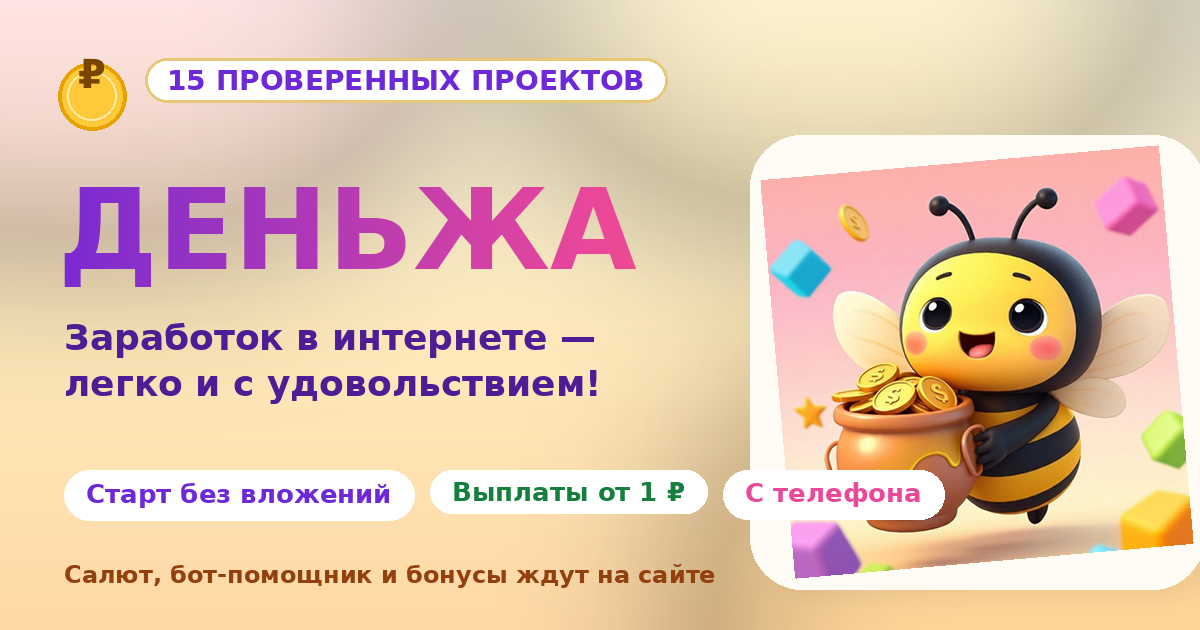 ₽
15 ПРОВЕРЕННЫХ ПРОЕКТОВ
ДЕНЬЖА
Заработок в интернете —
легко и с удовольствием!
Старт без вложений
Выплаты от 1 ₽
С телефона
Салют, бот-помощник и бонусы ждут на сайте